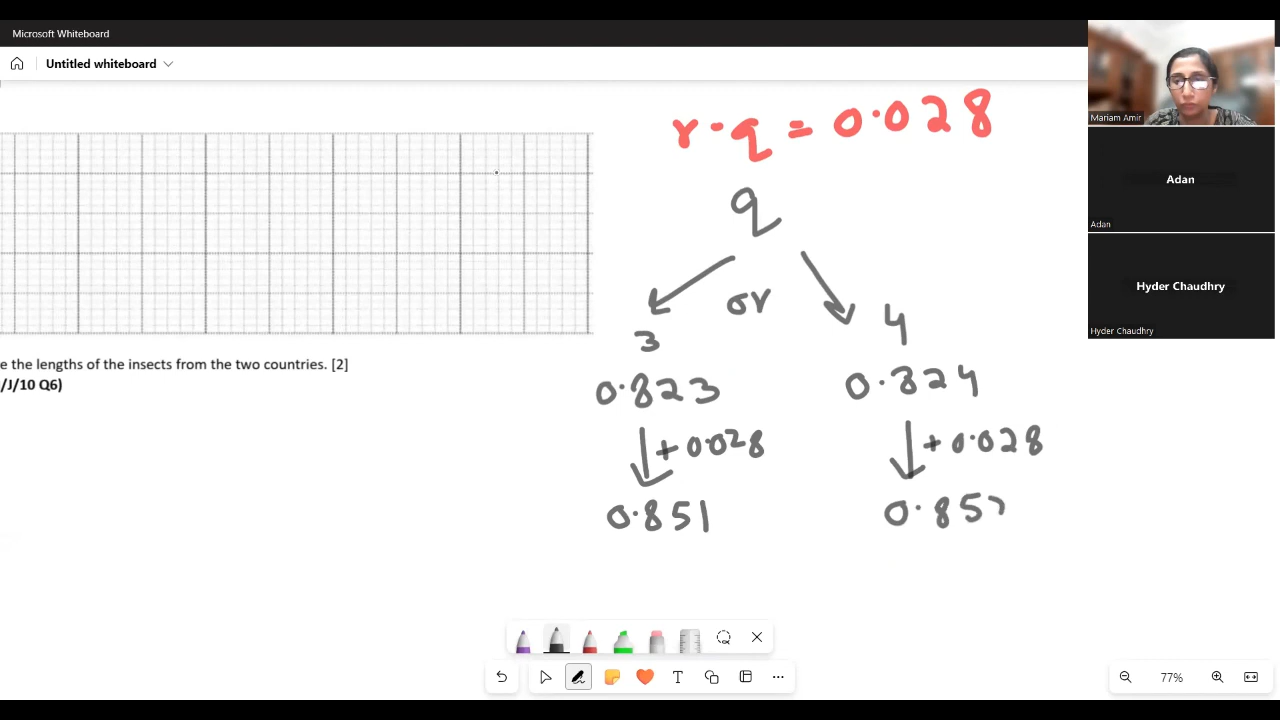 Microsoft Whiteboard
Untitled whiteboard
r - q = 0.028
q
or
3
4
0.823
0.824
+ 0.028
+ 0.028
0.851
0.85
e the lengths of the insects from the two countries. [2]
/J/10 Q6)
Mariam Amir
Adan
Adan
Hyder Chaudhry
Hyder Chaudhry
T
77%